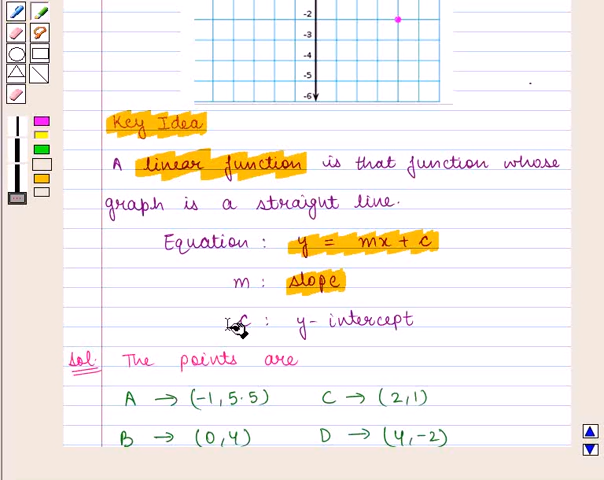 -2
-3
-4
-5
-6
Key Idea
A linear function is that function whose
graph is a straight line.
Equation : y = mx + c
m : slope
c : y-intercept
Sol: The points are
A → (-1, 5.5) C → (2,1)
B → (0,4) D → (4,-2)